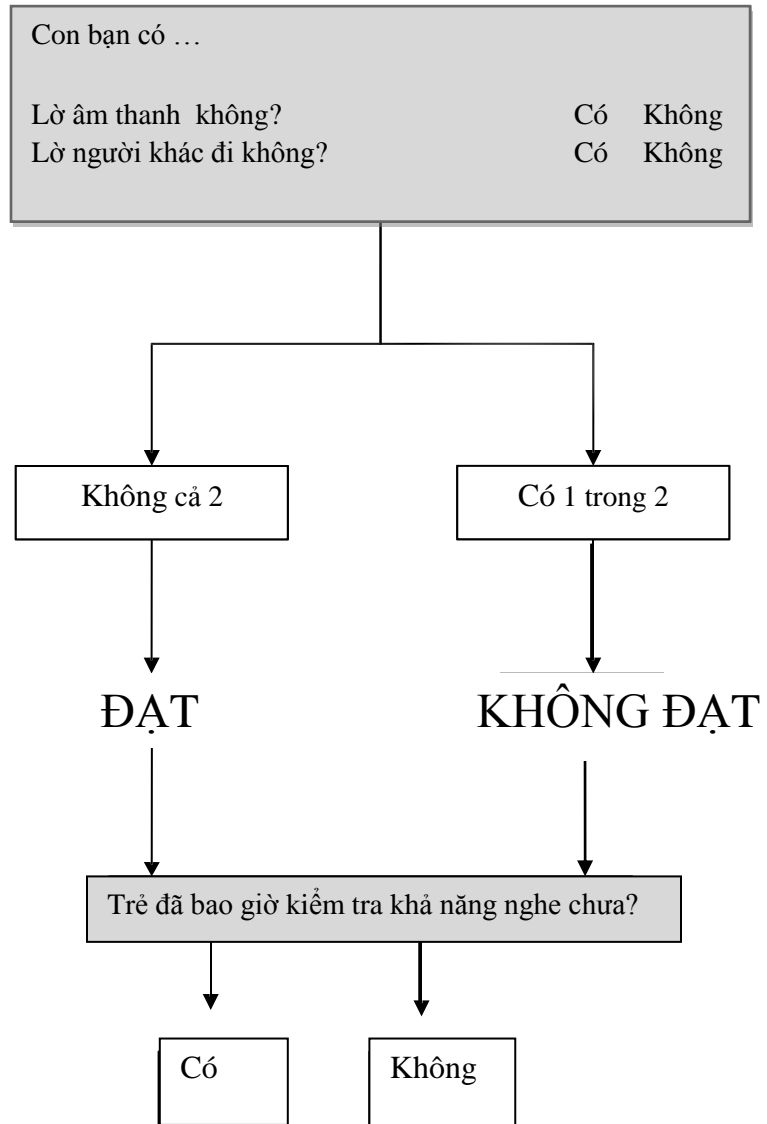 Con bạn có …
Lờ âm thanh không? Có Không
Lờ người khác đi không? Có Không
Không cả 2
Có 1 trong 2
ĐẠT
KHÔNG ĐẠT
Trẻ đã bao giờ kiểm tra khả năng nghe chưa?
Có
Không